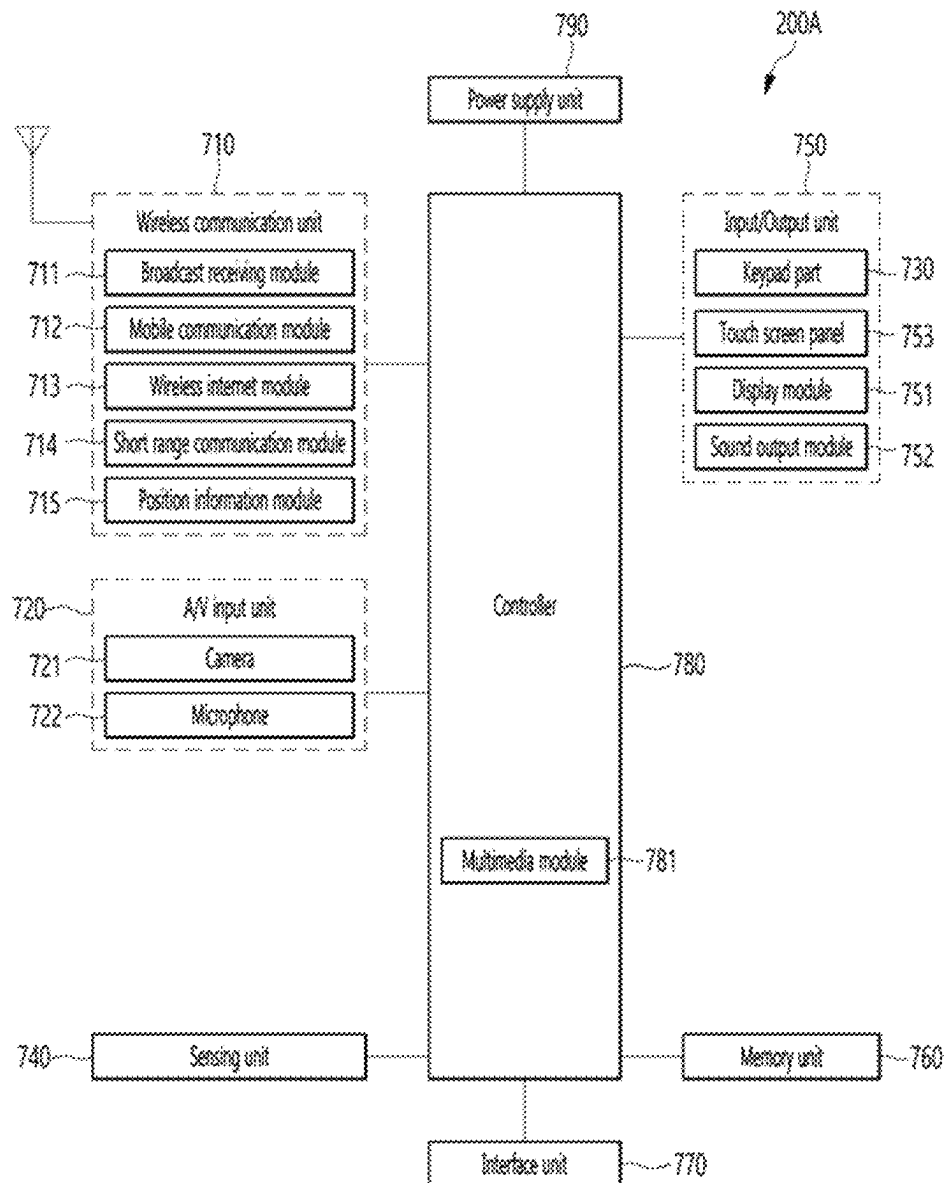 790
200A
Power supply unit
710
750
Wireless communication unit
Input/Output unit
711
Broadcast receiving module
Keypad part
730
712
Mobile communication module
Touch screen panel
753
713
Wireless internet module
Display module
751
714
Short range communication module
Sound output module
752
715
Position information module
720
A/V input unit
Controller
721
Camera
780
722
Microphone
Multimedia module
781
740
Sensing unit
Memory unit
760
Interface unit
770